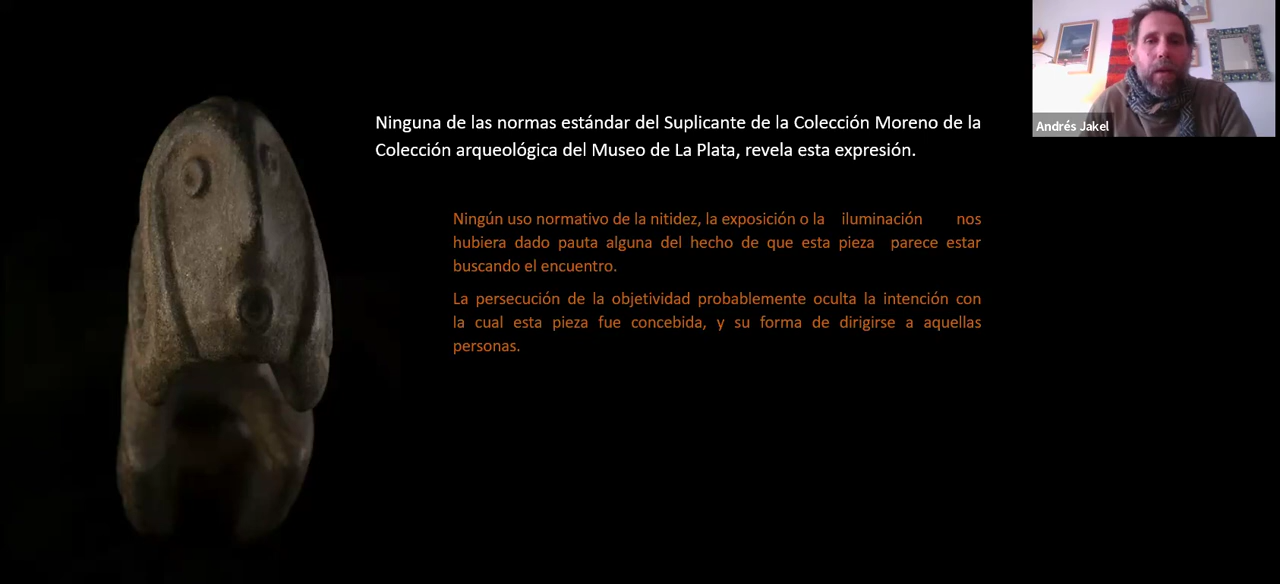 Ninguna de las normas estándar del Suplicante de la Colección Moreno de la
Colección arqueológica del Museo de La Plata, revela esta expresión.
Ningún uso normativo de la nitidez, la exposición o la iluminación nos
hubiera dado pauta alguna del hecho de que esta pieza parece estar
buscando el encuentro.
La persecución de la objetividad probablemente oculta la intención con
la cual esta pieza fue concebida, y su forma de dirigirse a aquellas
personas.
Andrés Jakel